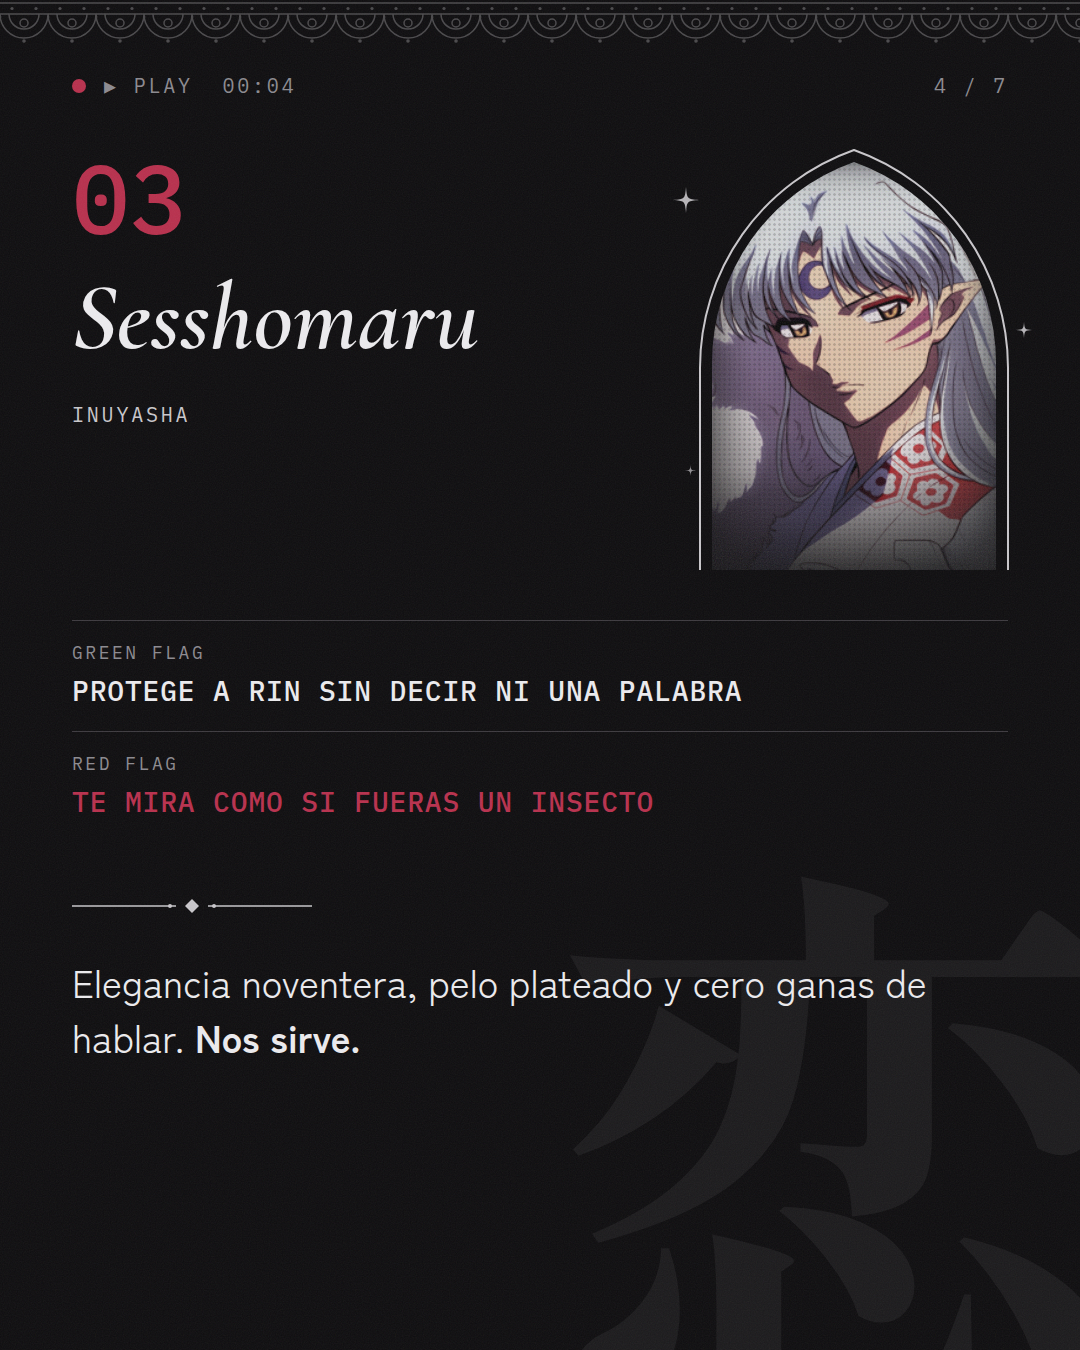 ▶ PLAY 00:04
4 / 7
03
Sesshomaru
INUYASHA
GREEN FLAG
PROTEGE A RIN SIN DECIR NI UNA PALABRA
RED FLAG
TE MIRA COMO SI FUERAS UN INSECTO
Elegancia noventera, pelo plateado y cero ganas de
hablar. Nos sirve.
恋